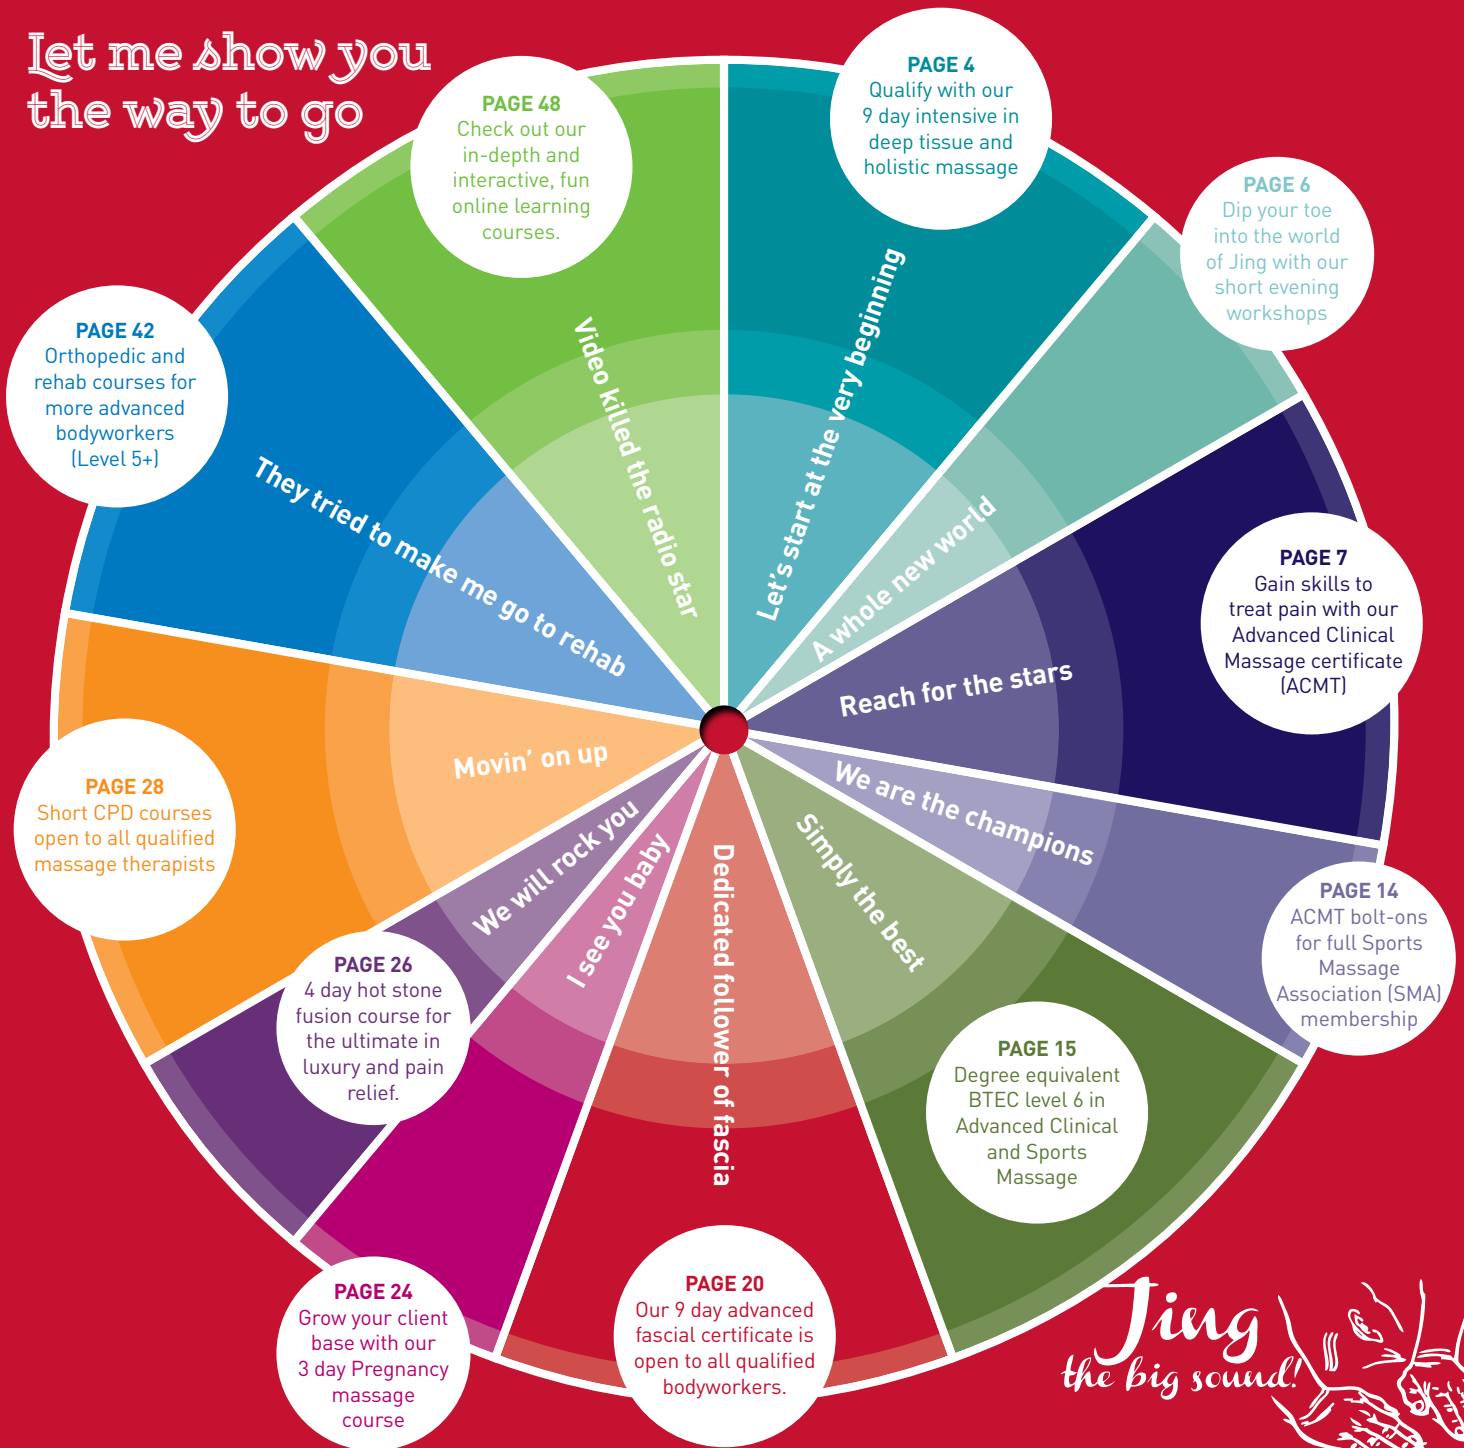 Let me show you
the way to go
PAGE 4
Qualify with our
9 day intensive in
deep tissue and
holistic massage
Let's start at the very beginning
PAGE 6
Dip your toe
into the world
of Jing with our
short evening
workshops
A whole new world
PAGE 7
Gain skills to
treat pain with our
Advanced Clinical
Massage certificate
(ACMT)
Reach for the stars
PAGE 14
ACMT bolt-ons
for full Sports
Massage
Association (SMA)
membership
We are the champions
PAGE 15
Degree equivalent
BTEC level 6 in
Advanced Clinical
and Sports
Massage
Simply the best
PAGE 20
Our 9 day advanced
fascial certificate is
open to all qualified
bodyworkers.
Dedicated follower of fascia
PAGE 24
Grow your client
base with our
3 day Pregnancy
massage
course
I see you baby
PAGE 26
4 day hot stone
fusion course for
the ultimate in
luxury and pain
relief.
We will rock you
PAGE 28
Short CPD courses
open to all qualified
massage therapists
Movin' on up
PAGE 42
Orthopedic and
rehab courses for
more advanced
bodyworkers
(Level 5+)
They tried to make me go to rehab
PAGE 48
Check out our
in-depth and
interactive, fun
online learning
courses.
Video killed the radio star
Jing
the big sound!